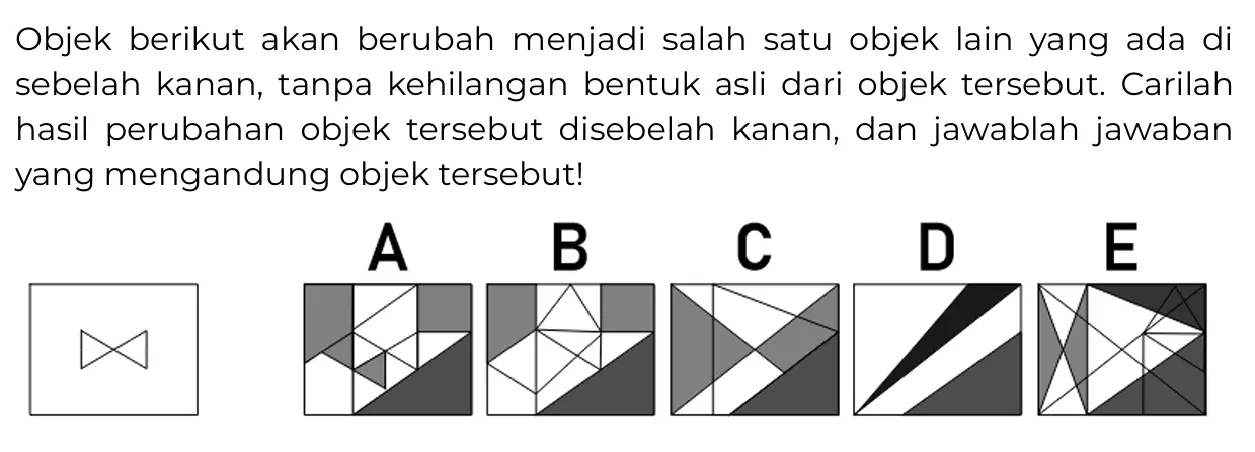 Objek berikut akan berubah menjadi salah satu objek lain yang ada di
sebelah kanan, tanpa kehilangan bentuk asli dari objek tersebut. Carilah
hasil perubahan objek tersebut disebelah kanan, dan jawablah jawaban
yang mengandung objek tersebut!
A B C D E